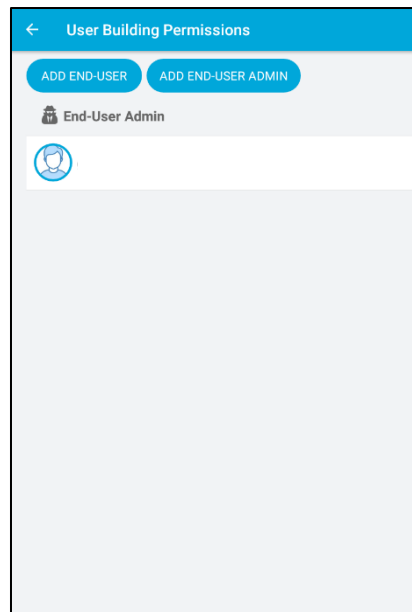 User Building Permissions
ADD END-USER ADD END-USER ADMIN
End-User Admin